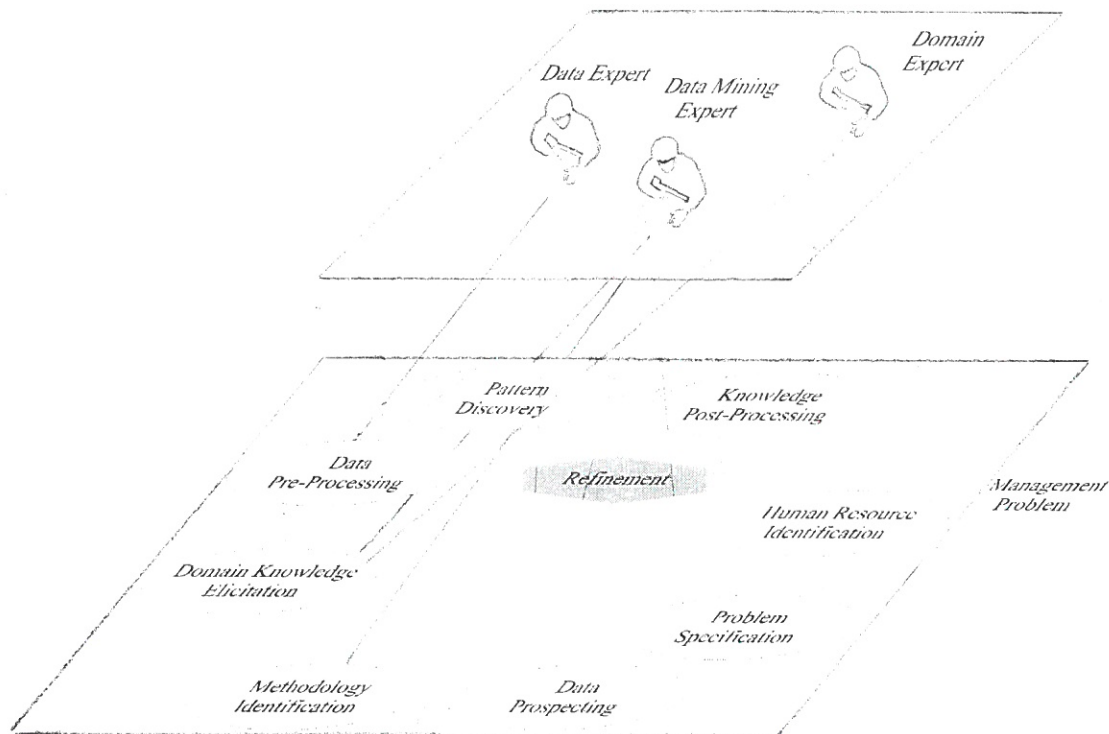 Domain
Expert
Data Expert
Data Mining
Expert
Pattern
Discovery
Knowledge
Post-Processing
Data
Pre-Processing
Refinement
Management
Problem
Human Resource
Identification
Domain Knowledge
Elicitation
Problem
Specification
Methodology
Identification
Data
Prospecting